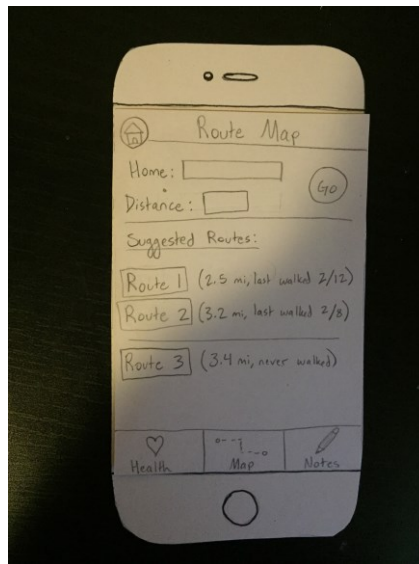 Route Map
Home:
Go
Distance:
Suggested Routes:
Route 1 (2.5 mi, last walked 2/12)
Route 2 (3.2 mi, last walked 2/8)
Route 3 (3.4 mi, never walked)
Health Map Notes